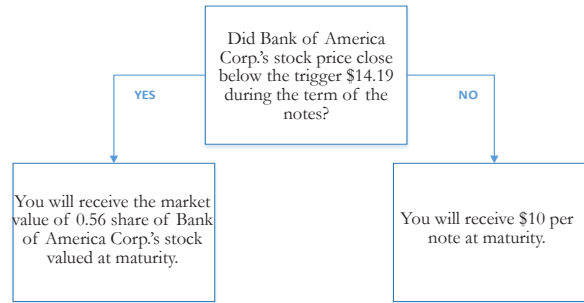 Did Bank of America
Corp.'s stock price close
below the trigger $14.19
during the term of the
notes?
YES
NO
You will receive the market
value of 0.56 share of Bank
of America Corp.'s stock
valued at maturity.
You will receive $10 per
note at maturity.